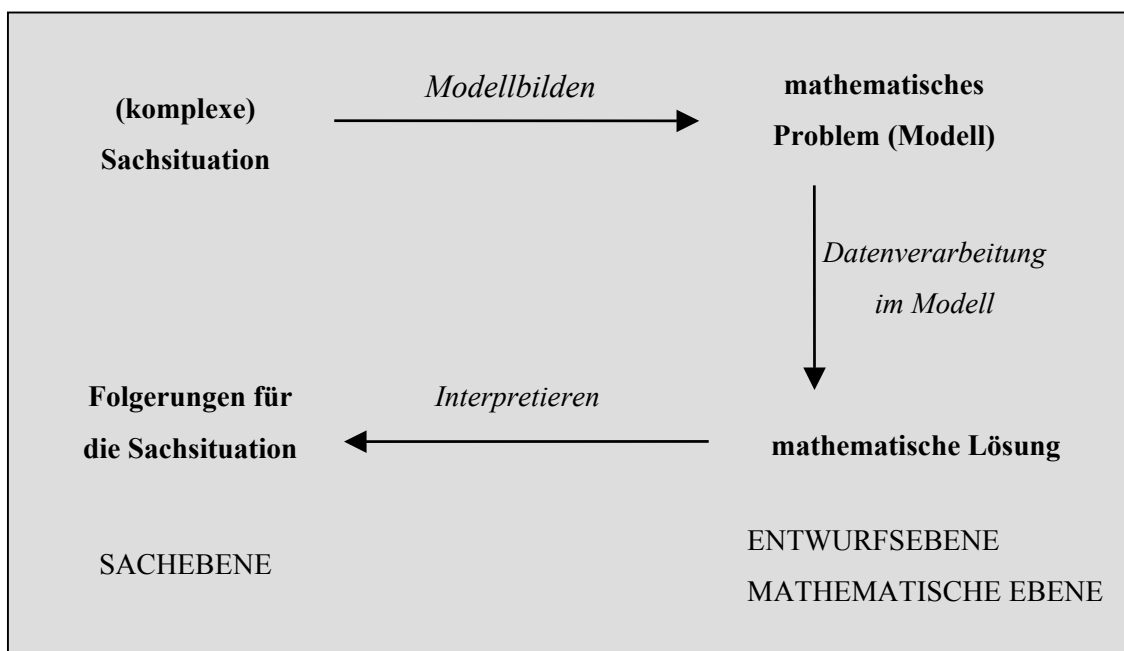 (komplexe)
Sachsituation
Modellbilden
mathematisches
Problem (Modell)
Datenverarbeitung
im Modell
Folgerungen für
die Sachsituation
Interpretieren
mathematische Lösung
SACHEBENE
ENTWURFSEBENE
MATHEMATISCHE EBENE